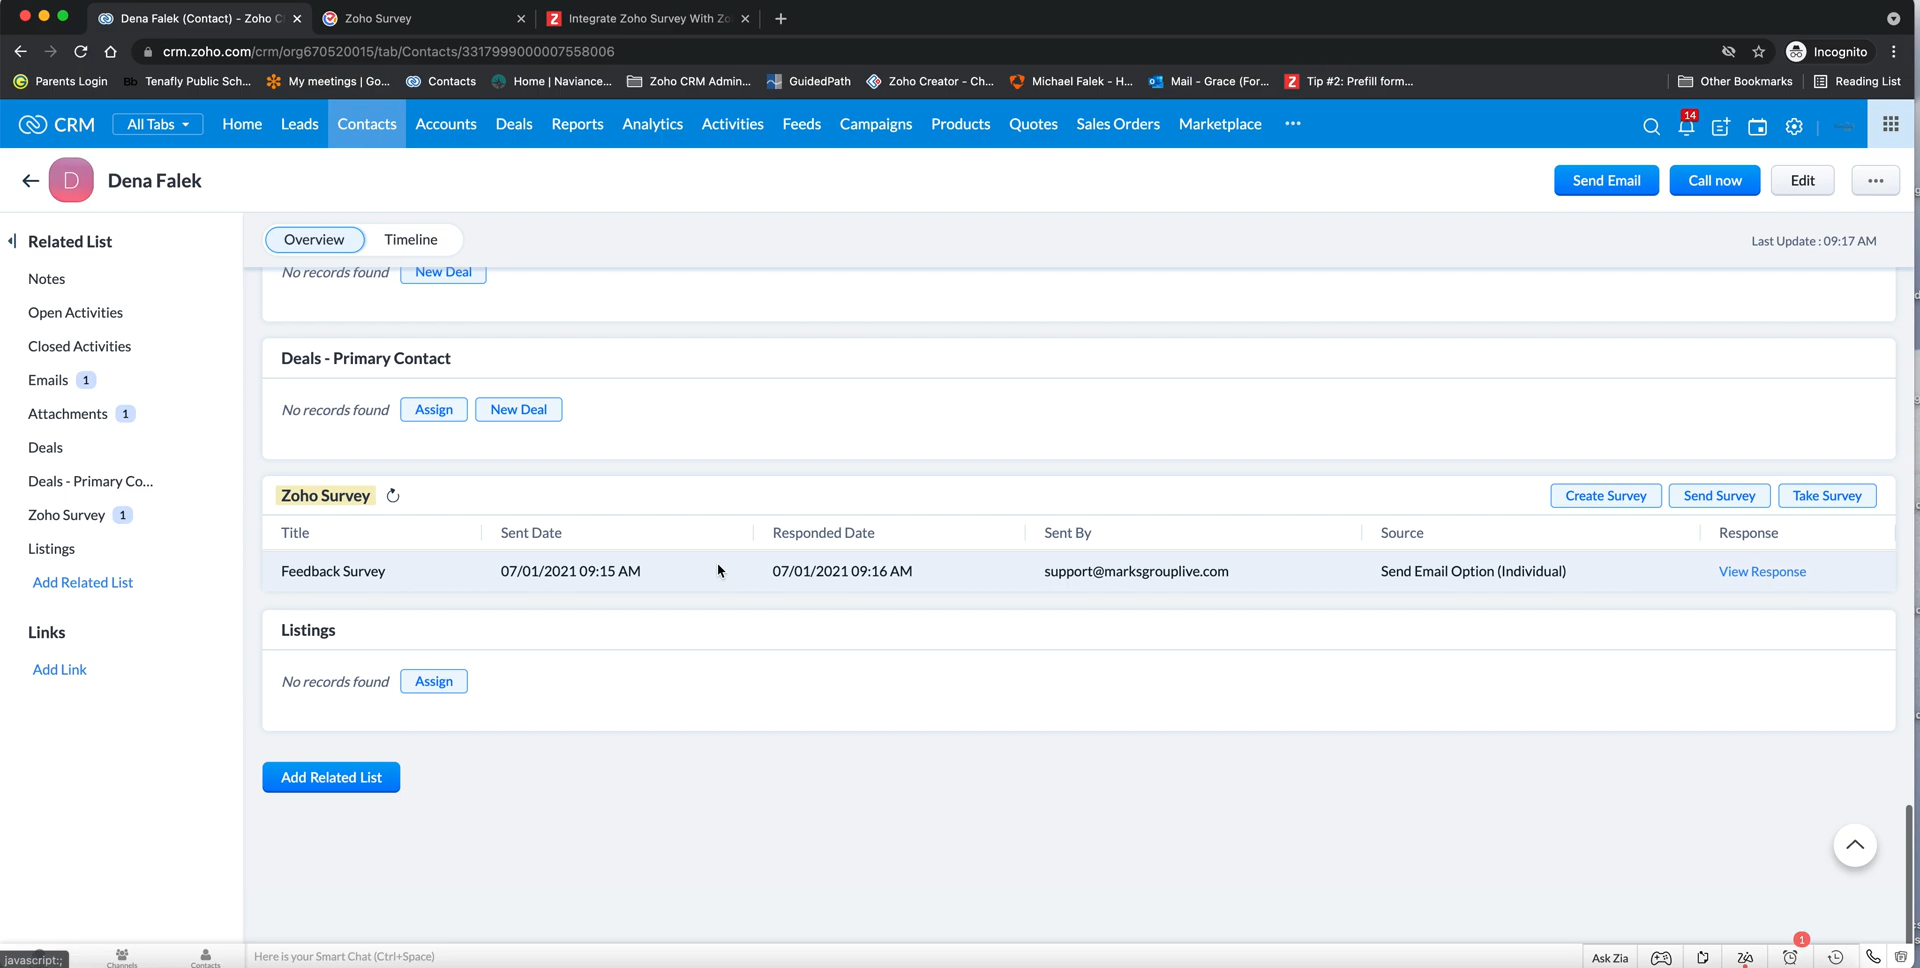 Dena Falek (Contact) - Zoho C
Zoho Survey
Integrate Zoho Survey With Zo
crm.zoho.com/crm/org670520015/tab/Contacts/3317999000007558006
Incognito
Parents Login
Bb Tenafly Public Sch...
My meetings | Go...
Contacts
Home | Naviance...
Zoho CRM Admin...
GuidedPath
Zoho Creator - Ch...
Michael Falek - H...
Mail - Grace (For...
Tip #2: Prefill form...
Other Bookmarks
Reading List
CRM
All Tabs
Home
Leads
Contacts
Accounts
Deals
Reports
Analytics
Activities
Feeds
Campaigns
Products
Quotes
Sales Orders
Marketplace
...
14
D
Dena Falek
Send Email
Call now
Edit
...
Related List
Notes
Open Activities
Closed Activities
Emails 1
Attachments 1
Deals
Deals - Primary Co...
Zoho Survey 1
Listings
Add Related List
Links
Add Link
Overview
Timeline
Last Update : 09:17 AM
No records found New Deal
Deals - Primary Contact
No records found Assign New Deal
Zoho Survey
Create Survey Send Survey Take Survey
Title Sent Date Responded Date Sent By Source Response
Feedback Survey 07/01/2021 09:15 AM 07/01/2021 09:16 AM support@marksgrouplive.com Send Email Option (Individual) View Response
Listings
No records found Assign
Add Related List
javascript:;
Channels
Contacts
Here is your Smart Chat (Ctrl+Space)
Ask Zia
1